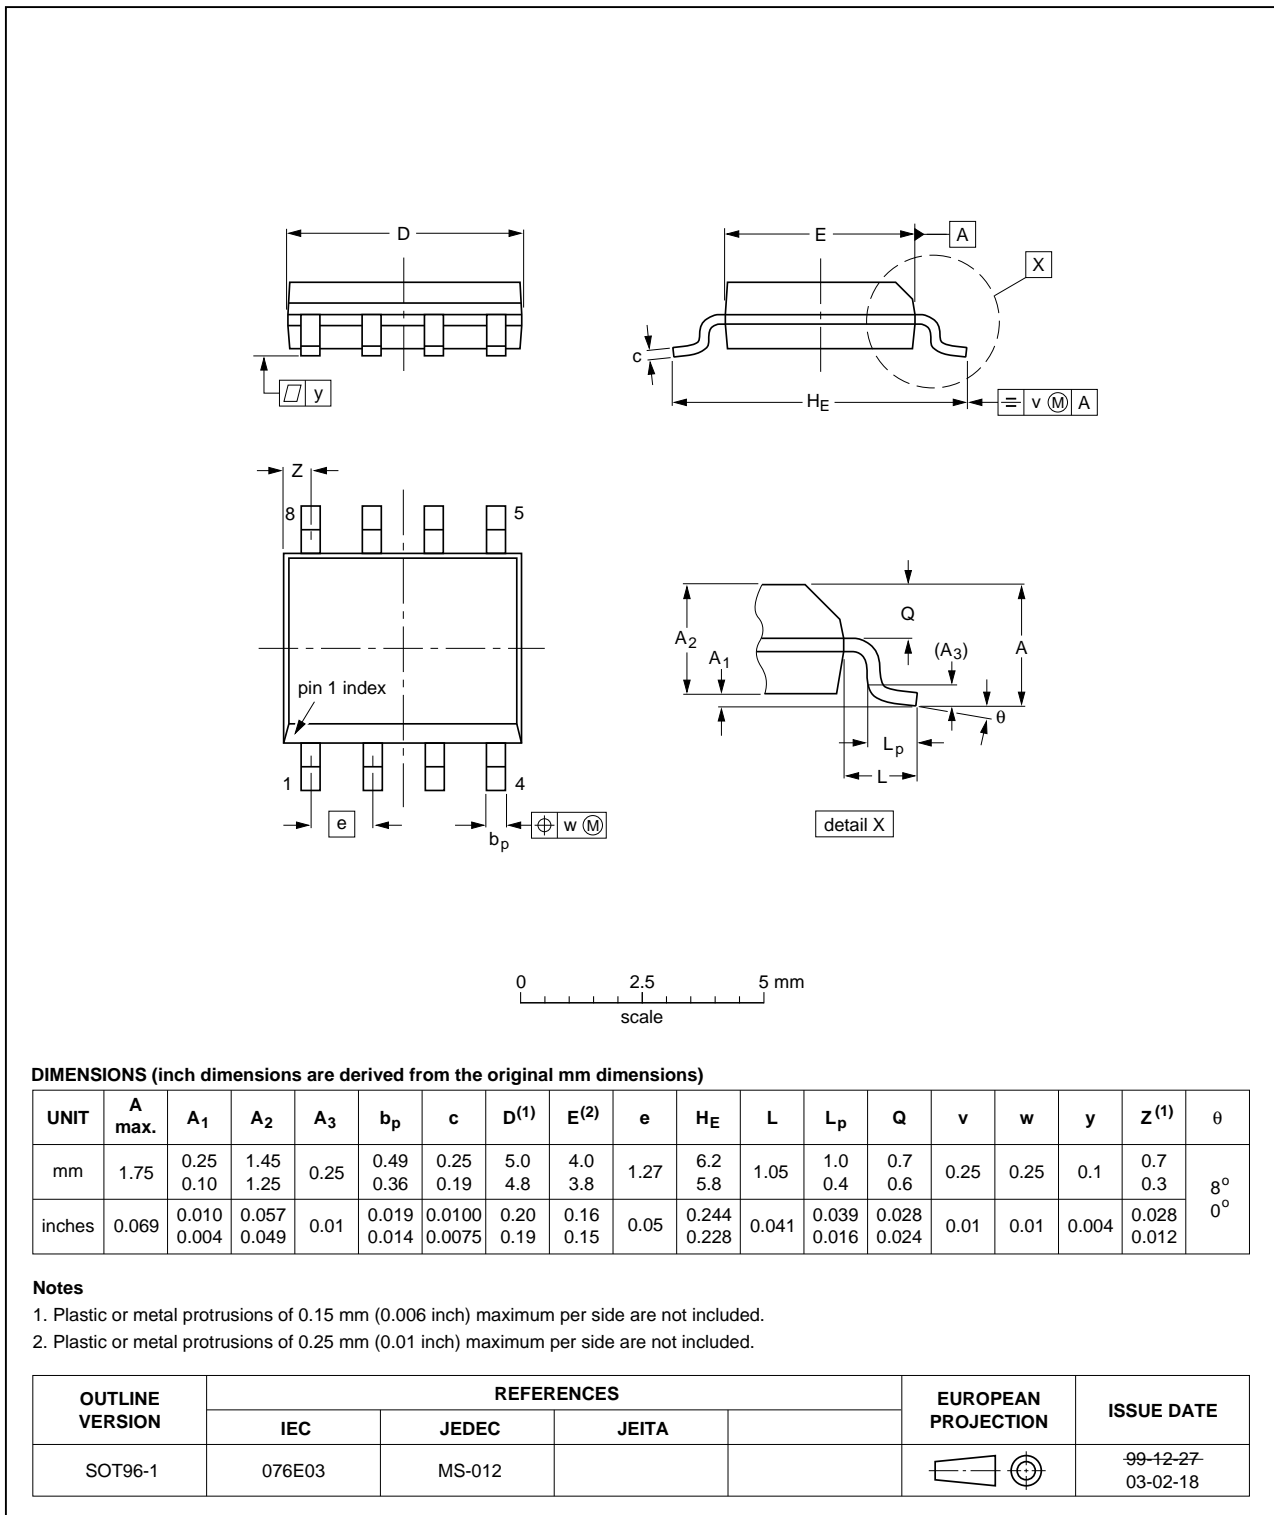 D
E
A
X
c
y
HE
v M A
Z
8
5
pin 1 index
1
4
e
bp
w M
A2
A1
Q
(A3)
A
θ
Lp
L
detail X
0 2.5 5 mm
scale
DIMENSIONS (inch dimensions are derived from the original mm dimensions)
UNIT A max. A1 A2 A3 bp c D(1) E(2) e HE L Lp Q v w y Z(1) θ
mm 1.75 0.25 0.10 1.45 1.25 0.25 0.49 0.36 0.25 0.19 5.0 4.8 4.0 3.8 1.27 6.2 5.8 1.05 1.0 0.4 0.7 0.6 0.25 0.25 0.1 0.7 0.3 8° 0°
inches 0.069 0.010 0.004 0.057 0.049 0.01 0.019 0.014 0.0100 0.0075 0.20 0.19 0.16 0.15 0.05 0.244 0.228 0.041 0.039 0.016 0.028 0.024 0.01 0.01 0.004 0.028 0.012
Notes
1. Plastic or metal protrusions of 0.15 mm (0.006 inch) maximum per side are not included.
2. Plastic or metal protrusions of 0.25 mm (0.01 inch) maximum per side are not included.
OUTLINE VERSION REFERENCES EUROPEAN PROJECTION ISSUE DATE
IEC JEDEC JEITA
SOT96-1 076E03 MS-012 99-12-27
03-02-18